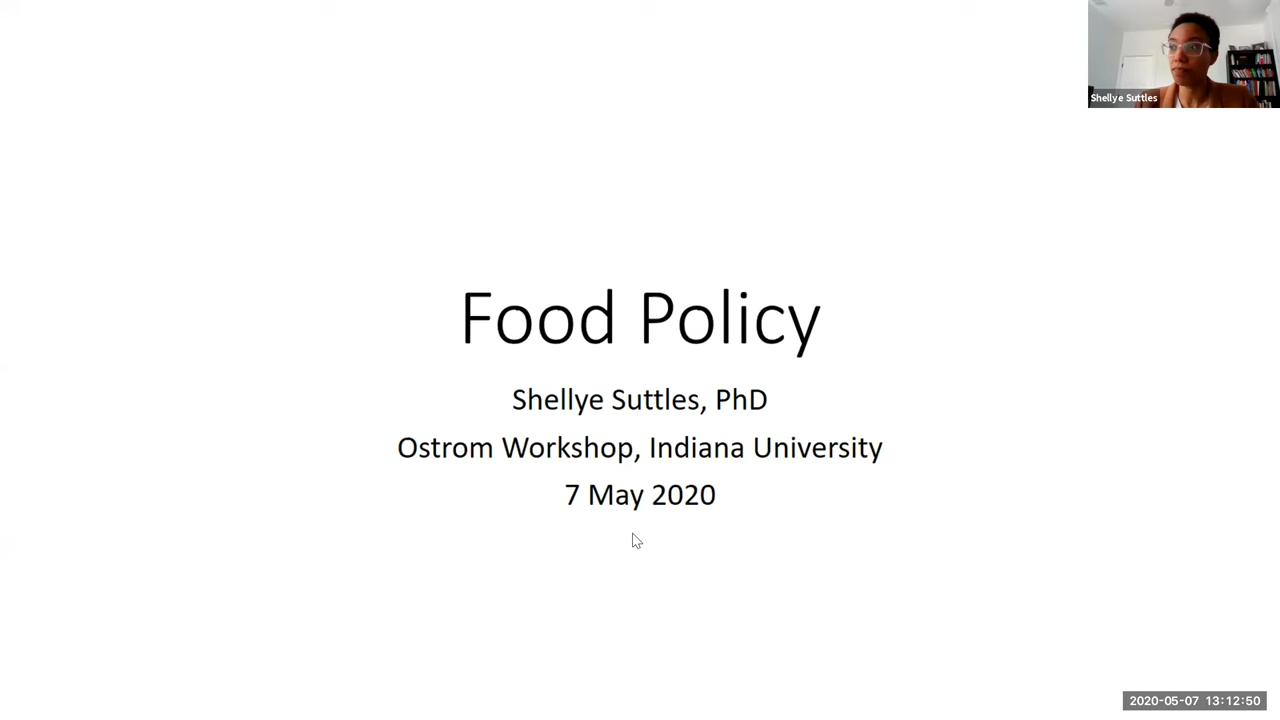 Shellye Suttles
Food Policy
Shellye Suttles, PhD
Ostrom Workshop, Indiana University
7 May 2020
2020-05-07 13:12:50